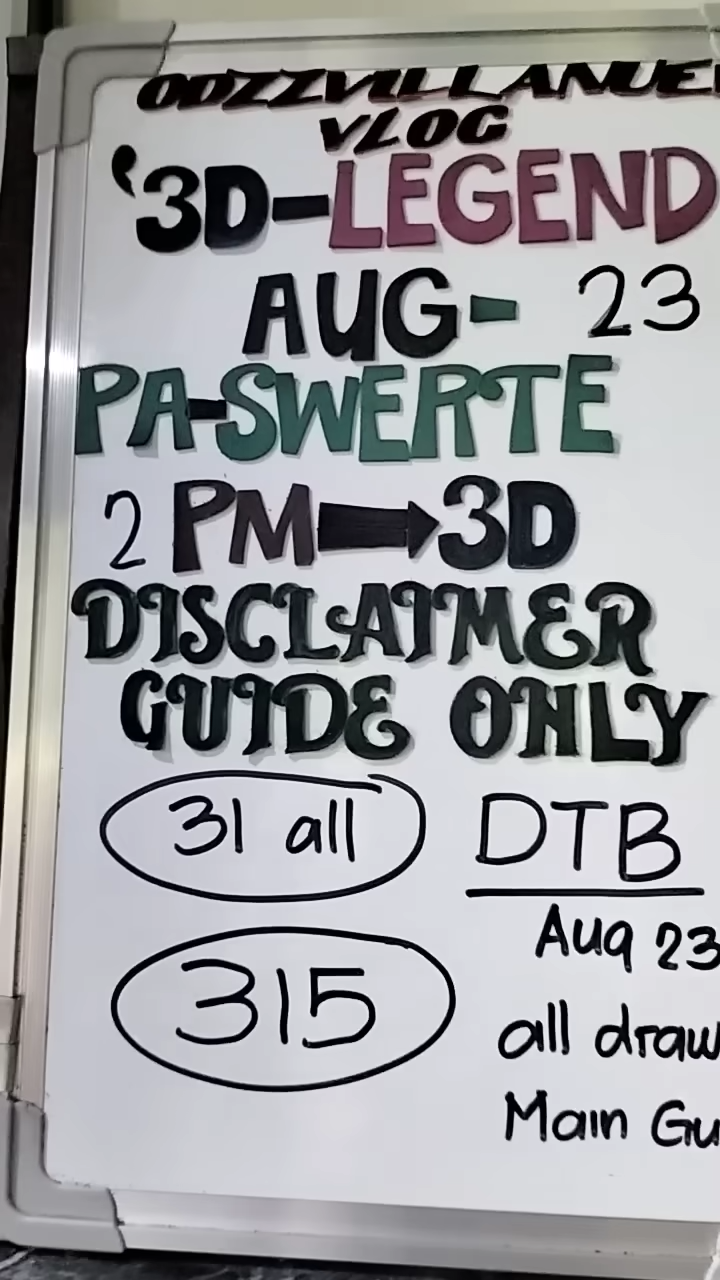 ODZZVILLANUE
VLOG
'3D-LEGEND
AUG- 23
PA-SWERTE
2 PM➡3D
DISCLAIMER
GUIDE ONLY
31 all
315
DTB
Aug 23
all draw
Main Gu